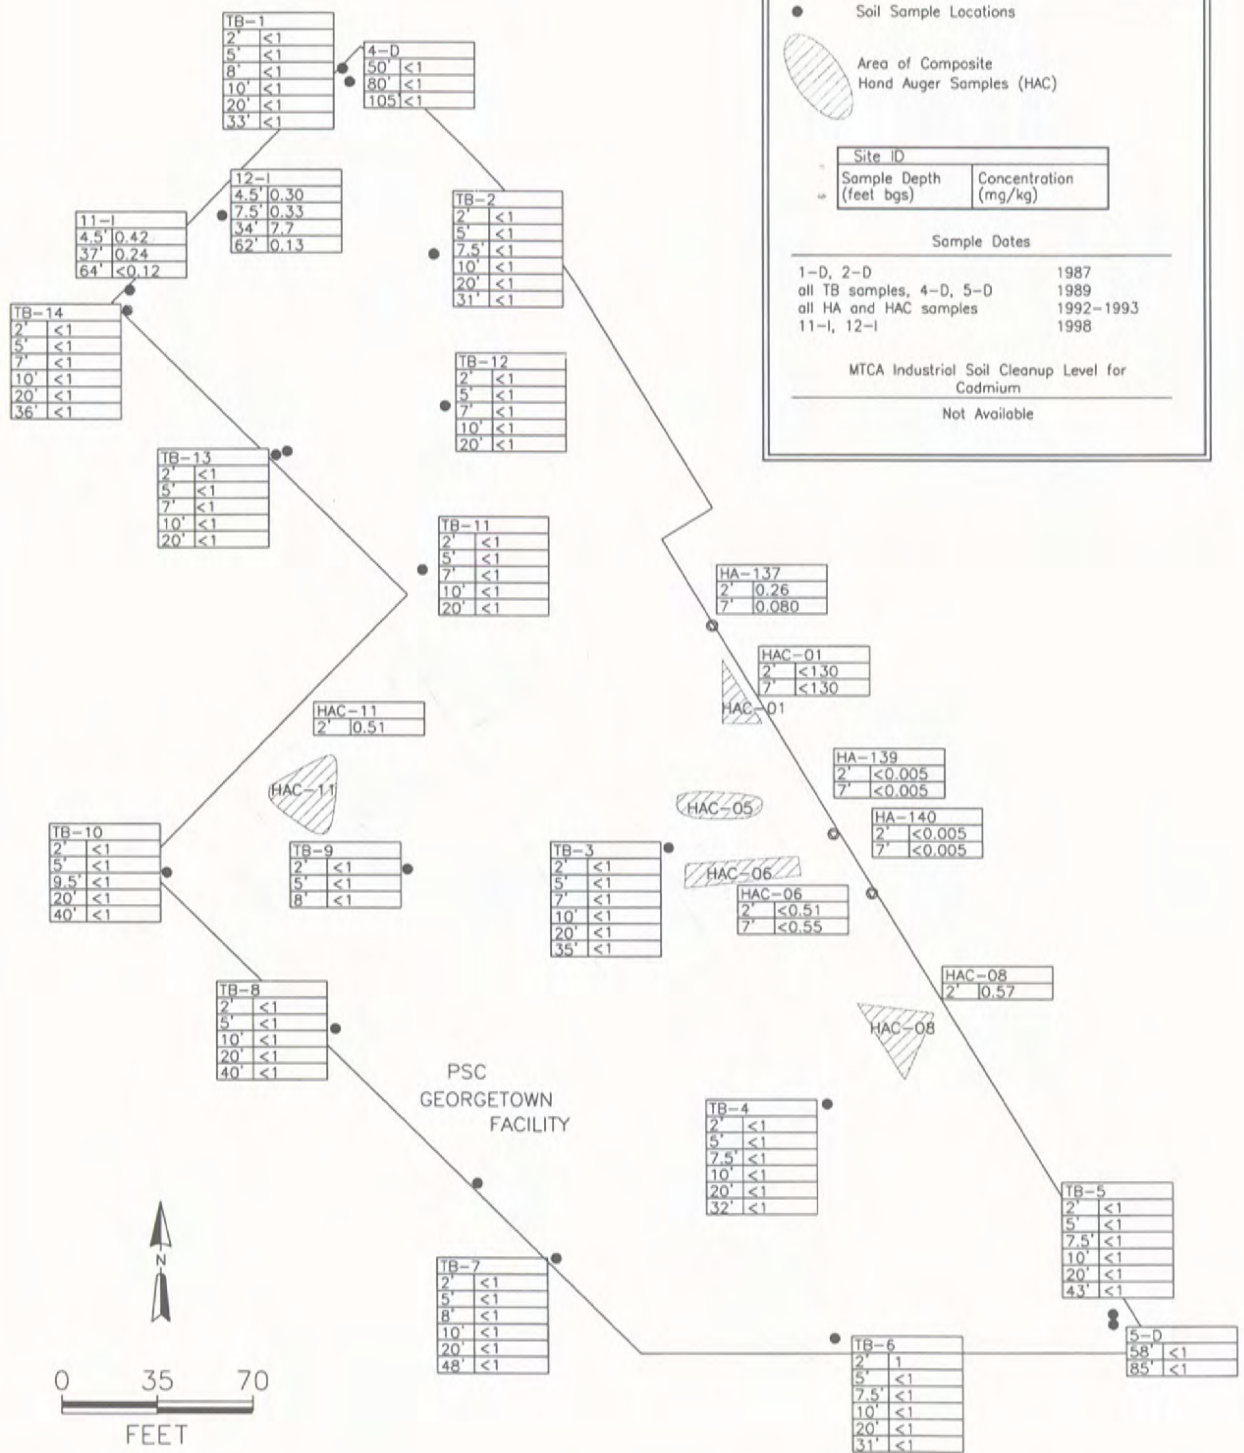 TB-1
2' <1
5' <1
8' <1
10' <1
20' <1
33' <1
4-D
50' <1
80' <1
105' <1
Soil Sample Locations
Area of Composite
Hand Auger Samples (HAC)
Site ID
Sample Depth (feet bgs)
Concentration (mg/kg)
Sample Dates
1-D, 2-D 1987
all TB samples, 4-D, 5-D 1989
all HA and HAC samples 1992-1993
11-I, 12-I 1998
MTCA Industrial Soil Cleanup Level for
Cadmium
Not Available
12-I
4.5' 0.30
7.5' 0.33
34' 7.7
62' 0.13
11-I
4.5' 0.42
37' 0.24
64' <0.12
TB-2
2' <1
5' <1
7.5' <1
10' <1
20' <1
31' <1
TB-14
2' <1
5' <1
7' <1
10' <1
20' <1
36' <1
TB-12
2' <1
5' <1
7' <1
10' <1
20' <1
TB-13
2' <1
5' <1
7' <1
10' <1
20' <1
TB-11
2' <1
5' <1
7' <1
10' <1
20' <1
HA-137
2' 0.26
7' 0.080
HAC-01
2' <130
7' <130
HAC-01
HAC-11
2' 0.51
HAC-11
HA-139
2' <0.005
7' <0.005
HAC-05
HA-140
2' <0.005
7' <0.005
TB-10
2' <1
5' <1
9.5' <1
20' <1
40' <1
TB-9
2' <1
5' <1
8' <1
TB-3
2' <1
5' <1
7' <1
10' <1
20' <1
35' <1
HAC-06
HAC-06
2' <0.51
7' <0.55
HAC-08
2' 0.57
HAC-08
TB-8
2' <1
5' <1
10' <1
20' <1
40' <1
PSC
GEORGETOWN
FACILITY
TB-4
2' <1
5' <1
7.5' <1
10' <1
20' <1
32' <1
TB-5
2' <1
5' <1
7.5' <1
10' <1
20' <1
43' <1
N
TB-7
2' <1
5' <1
8' <1
10' <1
20' <1
48' <1
5-D
58' <1
85' <1
TB-6
2' 1
5' <1
7.5' <1
10' <1
20' <1
31' <1
0 35 70
FEET